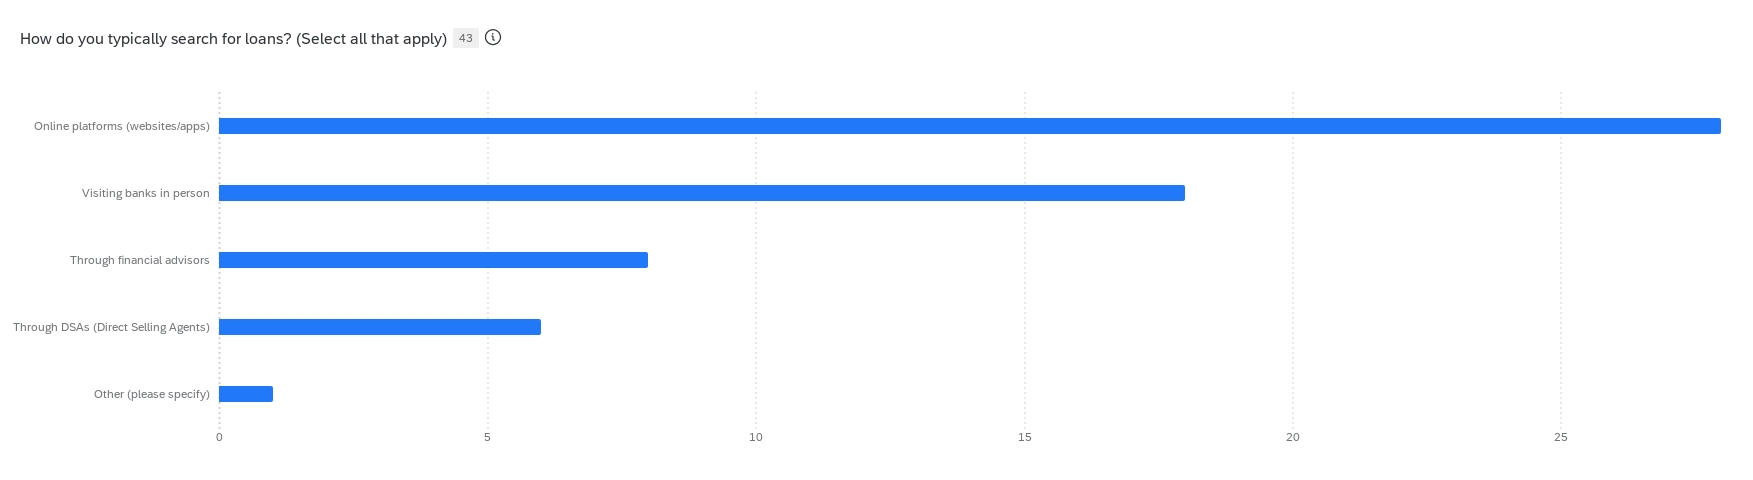 How do you typically search for loans? (Select all that apply) 43
Online platforms (websites/apps)
Visiting banks in person
Through financial advisors
Through DSAs (Direct Selling Agents)
Other (please specify)
0 5 10 15 20 25